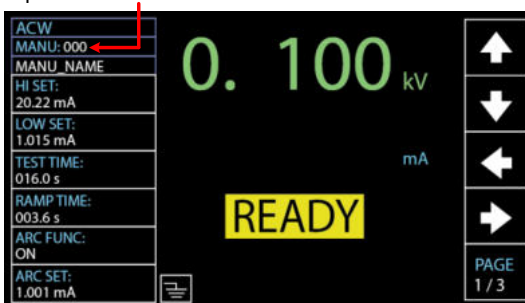 ACW
MANU: 000
MANU_NAME
HI SET:
20.22 mA
LOW SET:
1.015 mA
TEST TIME:
016.0 s
RAMP TIME:
003.6 s
ARC FUNC:
ON
ARC SET:
1.001 mA
0. 100 kV
mA
READY
PAGE
1 / 3